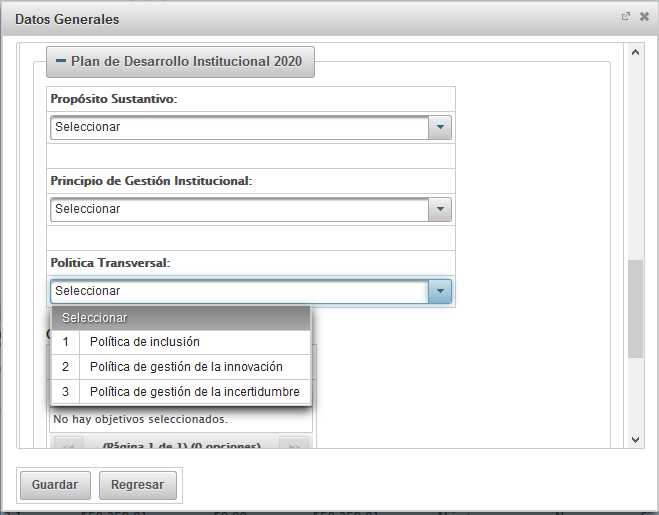 Datos Generales
Plan de Desarrollo Institucional 2020
Propósito Sustantivo:
Seleccionar
Principio de Gestión Institucional:
Seleccionar
Politica Transversal:
Seleccionar
Seleccionar
1 Política de inclusión
2 Política de gestión de la innovación
3 Política de gestión de la incertidumbre
No hay objetivos seleccionados.
(Página 1 de 1) (0 opciones)
Guardar Regresar